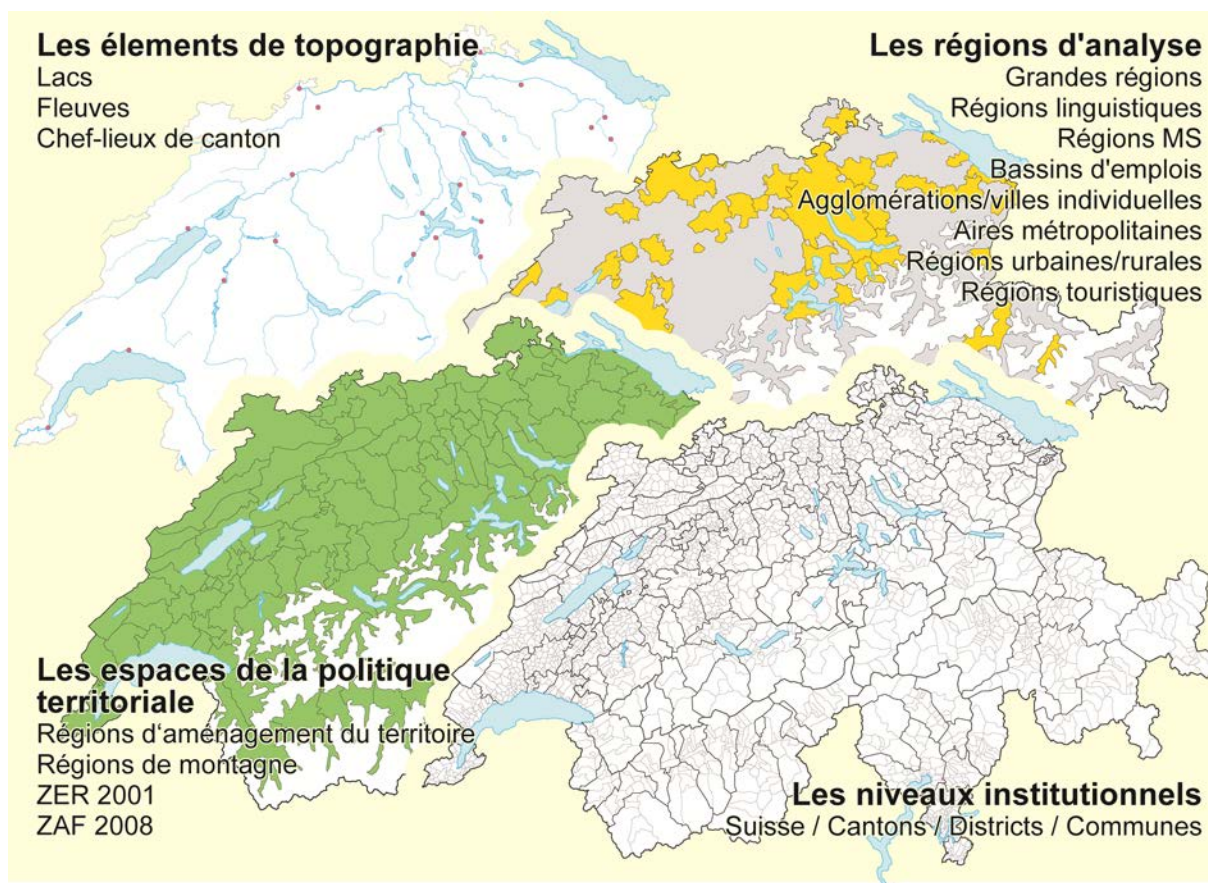 Les élements de topographie
Lacs
Fleuves
Chef-lieux de canton
Les régions d'analyse
Grandes régions
Régions linguistiques
Régions MS
Bassins d'emplois
Agglomérations/villes individuelles
Aires métropolitaines
Régions urbaines/rurales
Régions touristiques
Les espaces de la politique
territoriale
Régions d‘aménagement du territoire
Régions de montagne
ZER 2001
ZAF 2008
Les niveaux institutionnels
Suisse / Cantons / Districts / Communes